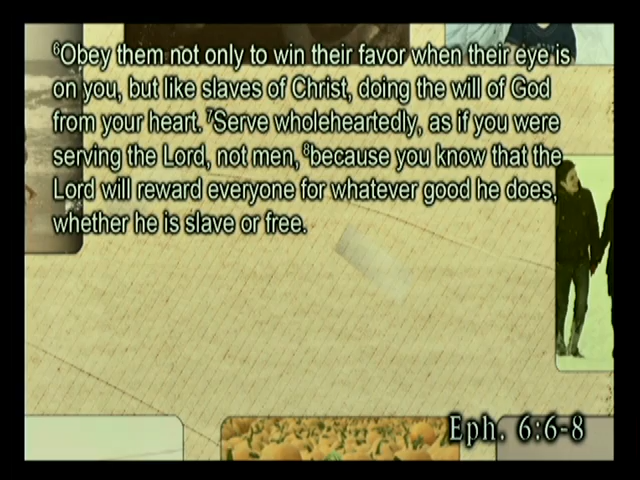 ⁶Obey them not only to win their favor when their eye is
on you, but like slaves of Christ, doing the will of God
from your heart. ⁷Serve wholeheartedly, as if you were
serving the Lord, not men, ⁸because you know that the
Lord will reward everyone for whatever good he does,
whether he is slave or free.
Eph. 6:6-8